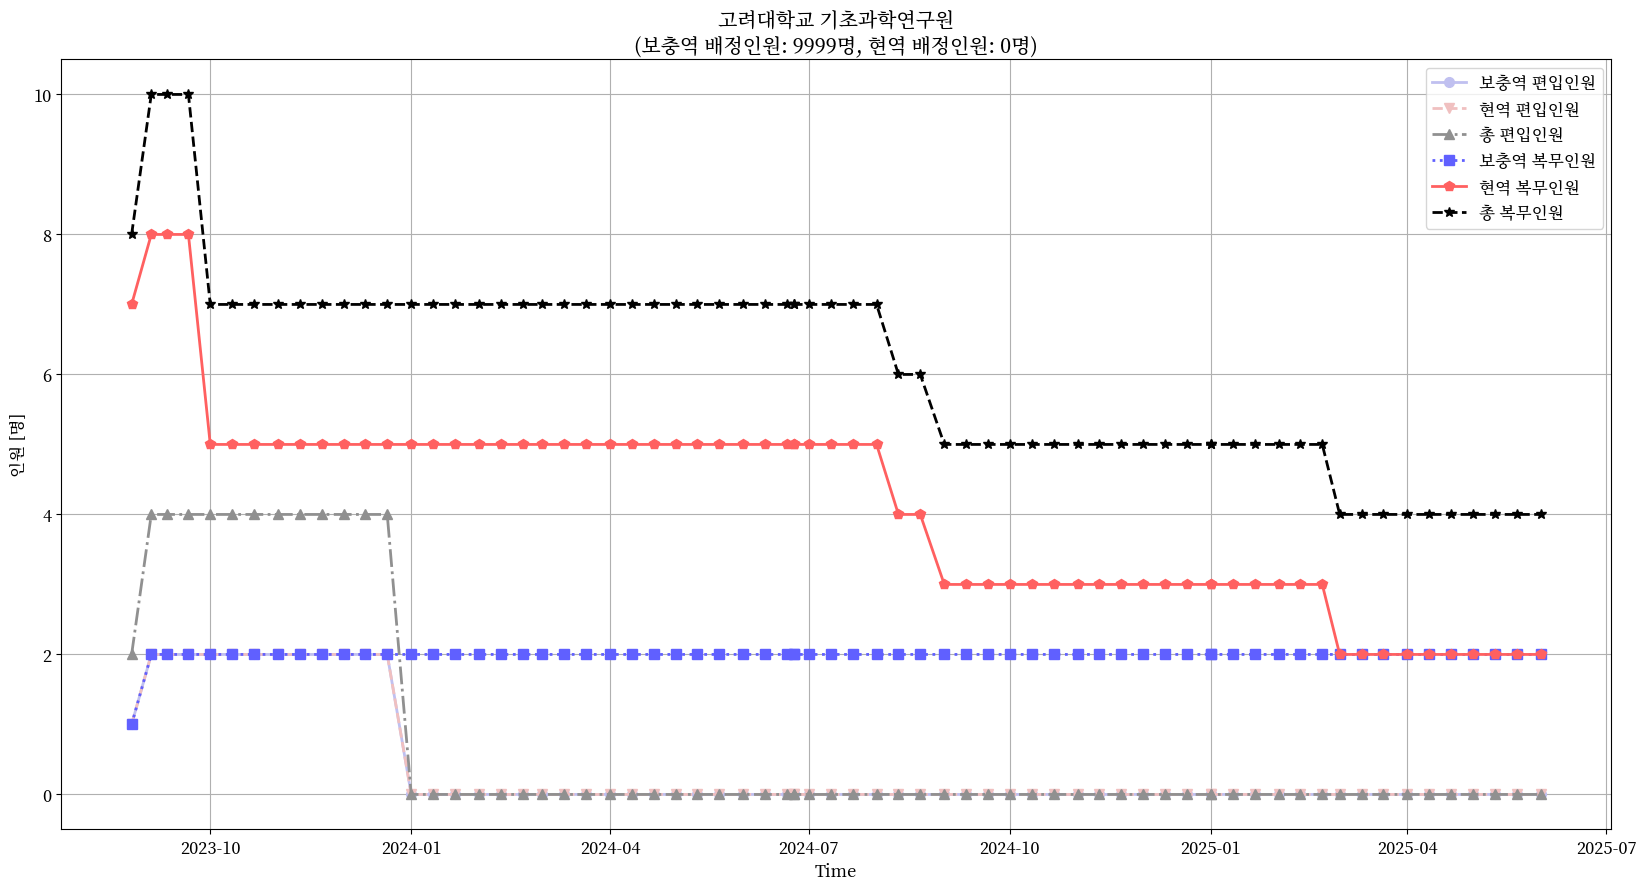 고려대학교 기초과학연구원
(보충역 배정인원: 9999명, 현역 배정인원: 0명)
보충역 편입인원
현역 편입인원
총 편입인원
보충역 복무인원
현역 복무인원
총 복무인원
인원 [명]
10
8
6
4
2
0
2023-10
2024-01
2024-04
2024-07
2024-10
2025-01
2025-04
2025-07
Time